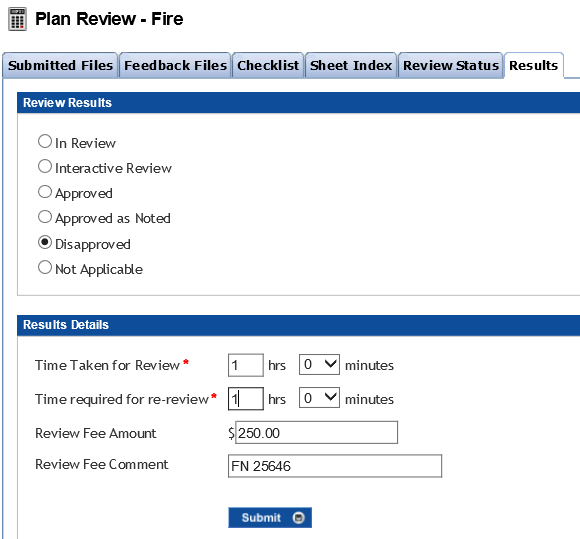 Plan Review - Fire
Submitted Files Feedback Files Checklist Sheet Index Review Status Results
Review Results
In Review
Interactive Review
Approved
Approved as Noted
Disapproved
Not Applicable
Results Details
Time Taken for Review * 1 hrs 0 minutes
Time required for re-review * 1 hrs 0 minutes
Review Fee Amount $ 250.00
Review Fee Comment FN 25646
Submit